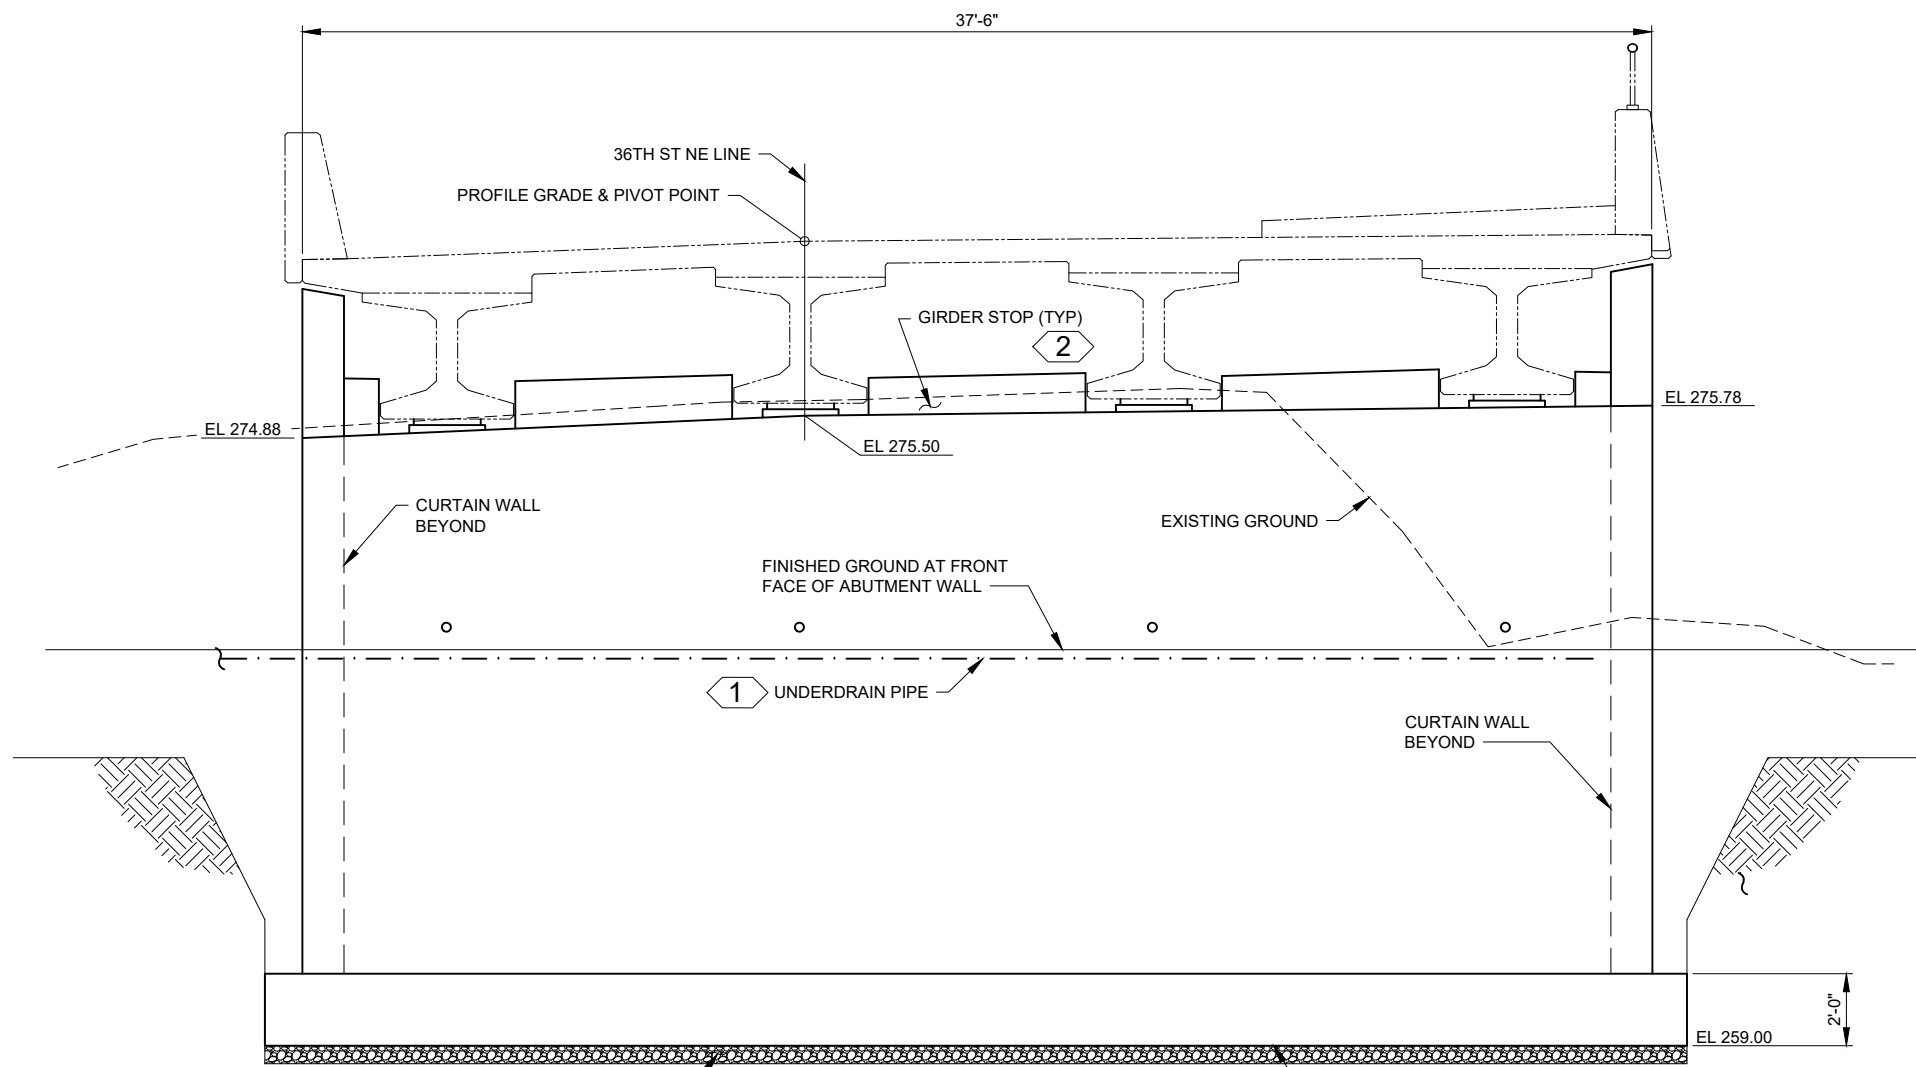 37'-6"
36TH ST NE LINE
PROFILE GRADE & PIVOT POINT
GIRDER STOP (TYP)
2
EL 274.88
EL 275.50
EL 275.78
CURTAIN WALL
BEYOND
EXISTING GROUND
FINISHED GROUND AT FRONT
FACE OF ABUTMENT WALL
1 UNDERDRAIN PIPE
CURTAIN WALL
BEYOND
2'-0"
EL 259.00